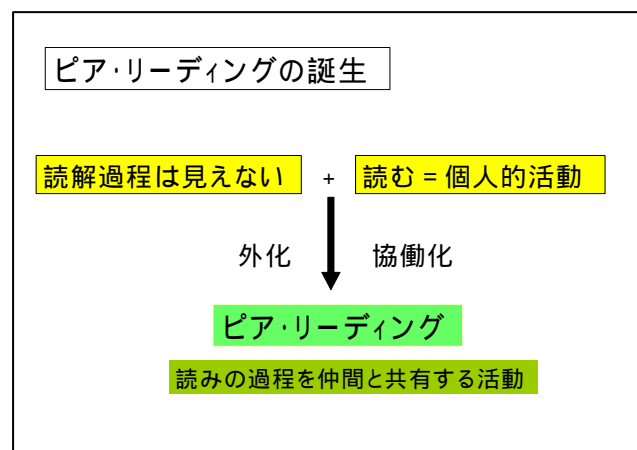 ピア・リーディングの誕生
読解過程は見えない + 読む = 個人的活動
外化 協働化
ピア・リーディング
読みの過程を仲間と共有する活動